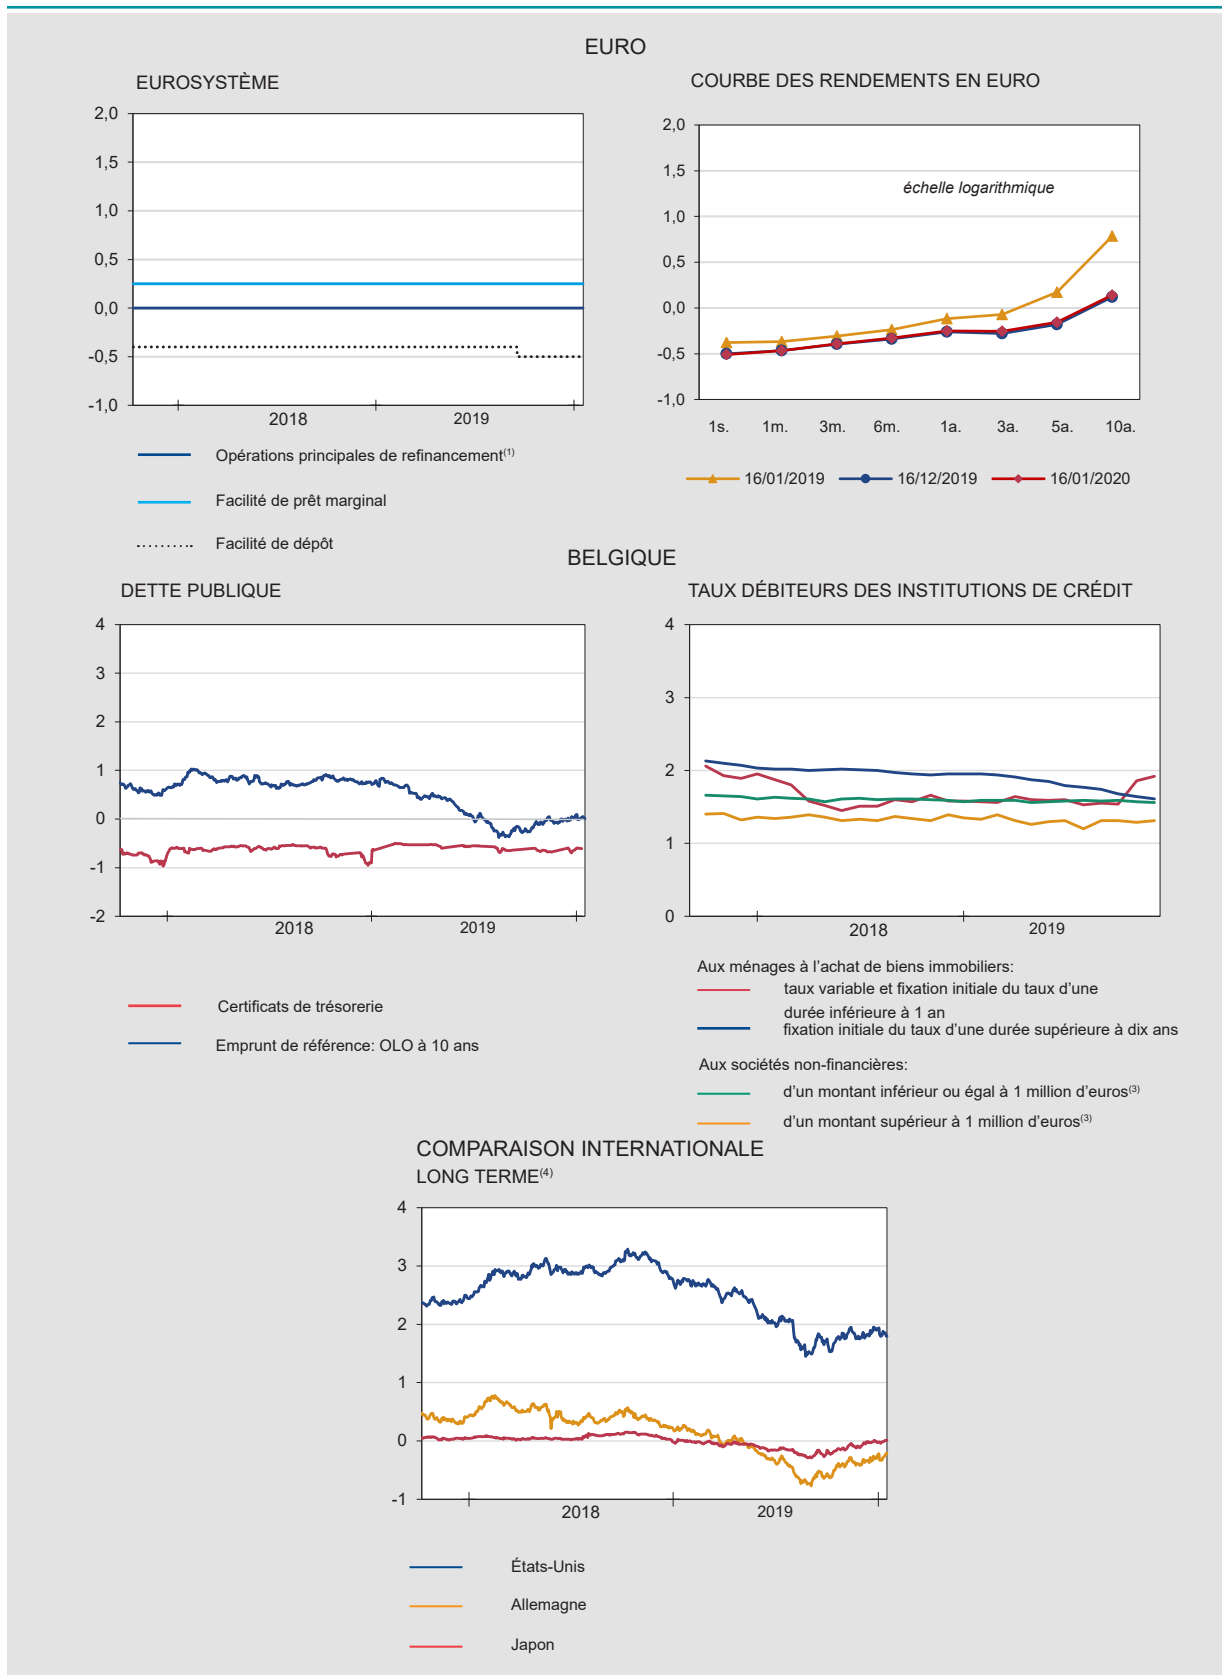 EURO
EUROSYSTÈME
2,0
1,5
1,0
0,5
0,0
-0,5
-1,0
2018
2019
Opérations principales de refinancement(1)
Facilité de prêt marginal
Facilité de dépôt
COURBE DES RENDEMENTS EN EURO
2,0
1,5
1,0
0,5
0,0
-0,5
-1,0
échelle logarithmique
1s. 1m. 3m. 6m. 1a. 3a. 5a. 10a.
16/01/2019 16/12/2019 16/01/2020
BELGIQUE
DETTE PUBLIQUE
4
3
2
1
0
-1
-2
2018
2019
Certificats de trésorerie
Emprunt de référence: OLO à 10 ans
TAUX DÉBITEURS DES INSTITUTIONS DE CRÉDIT
4
3
2
1
0
2018
2019
Aux ménages à l'achat de biens immobiliers:
taux variable et fixation initiale du taux d'une
durée inférieure à 1 an
fixation initiale du taux d'une durée supérieure à dix ans
Aux sociétés non-financières:
d'un montant inférieur ou égal à 1 million d'euros(3)
d'un montant supérieur à 1 million d'euros(3)
COMPARAISON INTERNATIONALE
LONG TERME(4)
4
3
2
1
0
-1
2018
2019
États-Unis
Allemagne
Japon